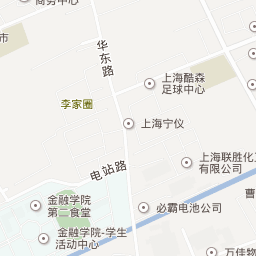 商务中心
华东路
市
上海酷森
足球中心
李家圈
上海宁仪
电站路
上海联胜化工
有限公司
金融学院
第二食堂
曹
必霸电池公司
金融学院-学生
活动中心
万佳物